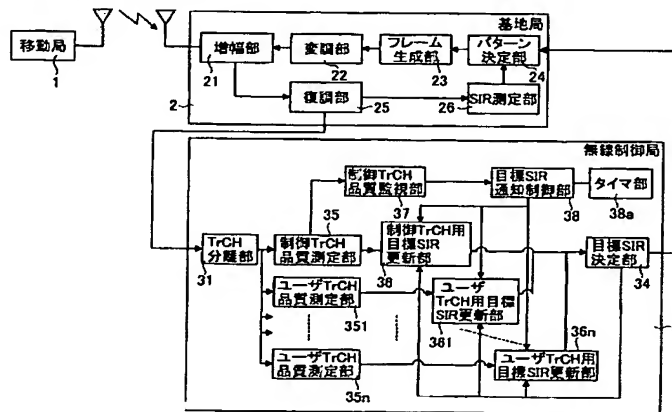 基地局
移動局
1
増幅部
21
変調部
22
フレーム
生成部
23
パターン
決定部
24
2
復調部
25
26
SIR測定部
無線制御局
制御TrCH
品質監視部
37
目標SIR
通知制御部
38
タイマ部
38a
TrCH
分離部
31
35
制御TrCH
品質測定部
制御TrCH用
目標SIR
更新部
38
目標SIR
決定部
34
ユーザTrCH
品質測定部
351
ユーザ
TrCH用目標
SIR更新部
361
36n
ユーザTrCH
品質測定部
35n
ユーザTrCH用
目標SIR更新部